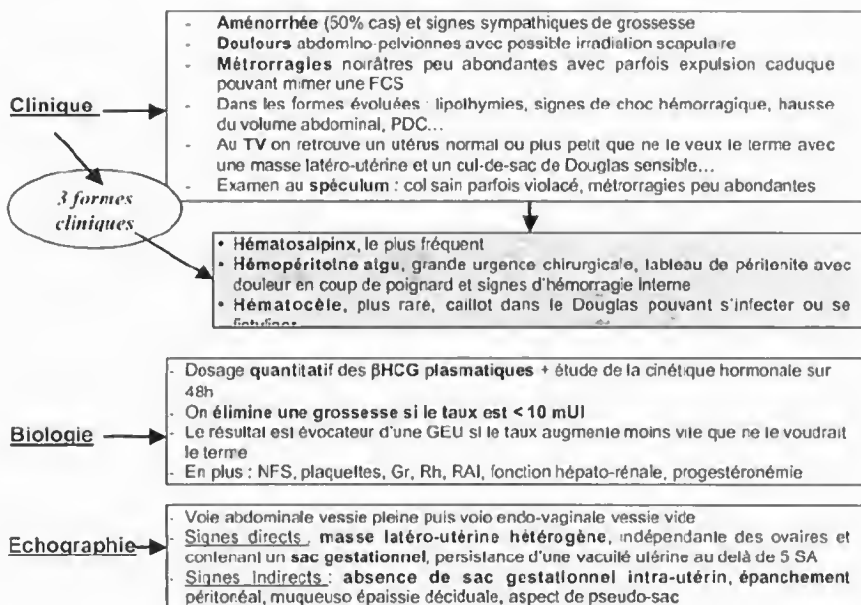 - Aménorrhée (50% cas) et signes sympathiques de grossesse
- Douleurs abdomino-pelviennes avec possible irradiation scapulaire
- Métrorragies noirâtres peu abondantes avec parfois expulsion caduque
pouvant mimer une FCS
Clinique
- Dans les formes évoluées : lipothymies, signes de choc hémorragique, hausse
du volume abdominal, PDC...
- Au TV on retrouve un utérus normal ou plus petit que ne le veux le terme avec
une masse latéro-utérine et un cul-de-sac de Douglas sensible...
- Examen au spéculum : col sain parfois violacé, métrorragies peu abondantes
3 formes
cliniques
• Hématosalpinx, le plus fréquent
• Hémopéritoine aigu, grande urgence chirurgicale, tableau de péritonite avec
douleur en coup de poignard et signes d'hémorragie interne
• Hématocèle, plus rare, caillot dans le Douglas pouvant s'infecter ou se
- Dosage quantitatif des βHCG plasmatiques + étude de la cinétique hormonale sur
48h
- On élimine une grossesse si le taux est < 10 mUI
Biologie
- Le résultat est évocateur d'une GEU si le taux augmente moins vite que ne le voudrait
le terme
- En plus : NFS, plaquettes, Gr, Rh, RAI, fonction hépato-rénale, progestéronémie
- Voie abdominale vessie pleine puis voie endo-vaginale vessie vide
Echographie
- Signes directs : masse latéro-utérine hétérogène, indépendante des ovaires et
contenant un sac gestationnel, persistance d'une vacuité utérine au delà de 5 SA
- Signes indirects : absence de sac gestationnel intra-utérin, épanchement
péritonéal, muqueuse épaissie déciduale, aspect de pseudo-sac